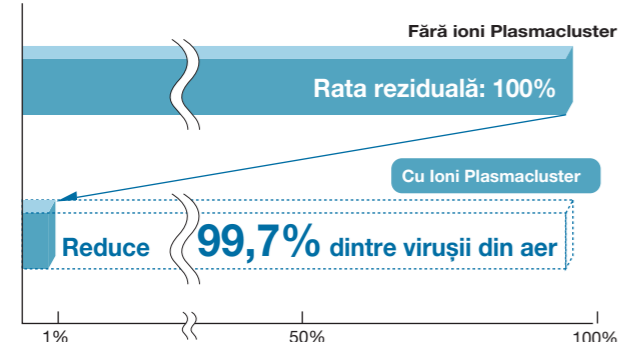 Fără ioni Plasmacluster
Rata reziduală: 100%
Cu Ioni Plasmacluster
Reduce 99,7% dintre virușii din aer
1% 50% 100%